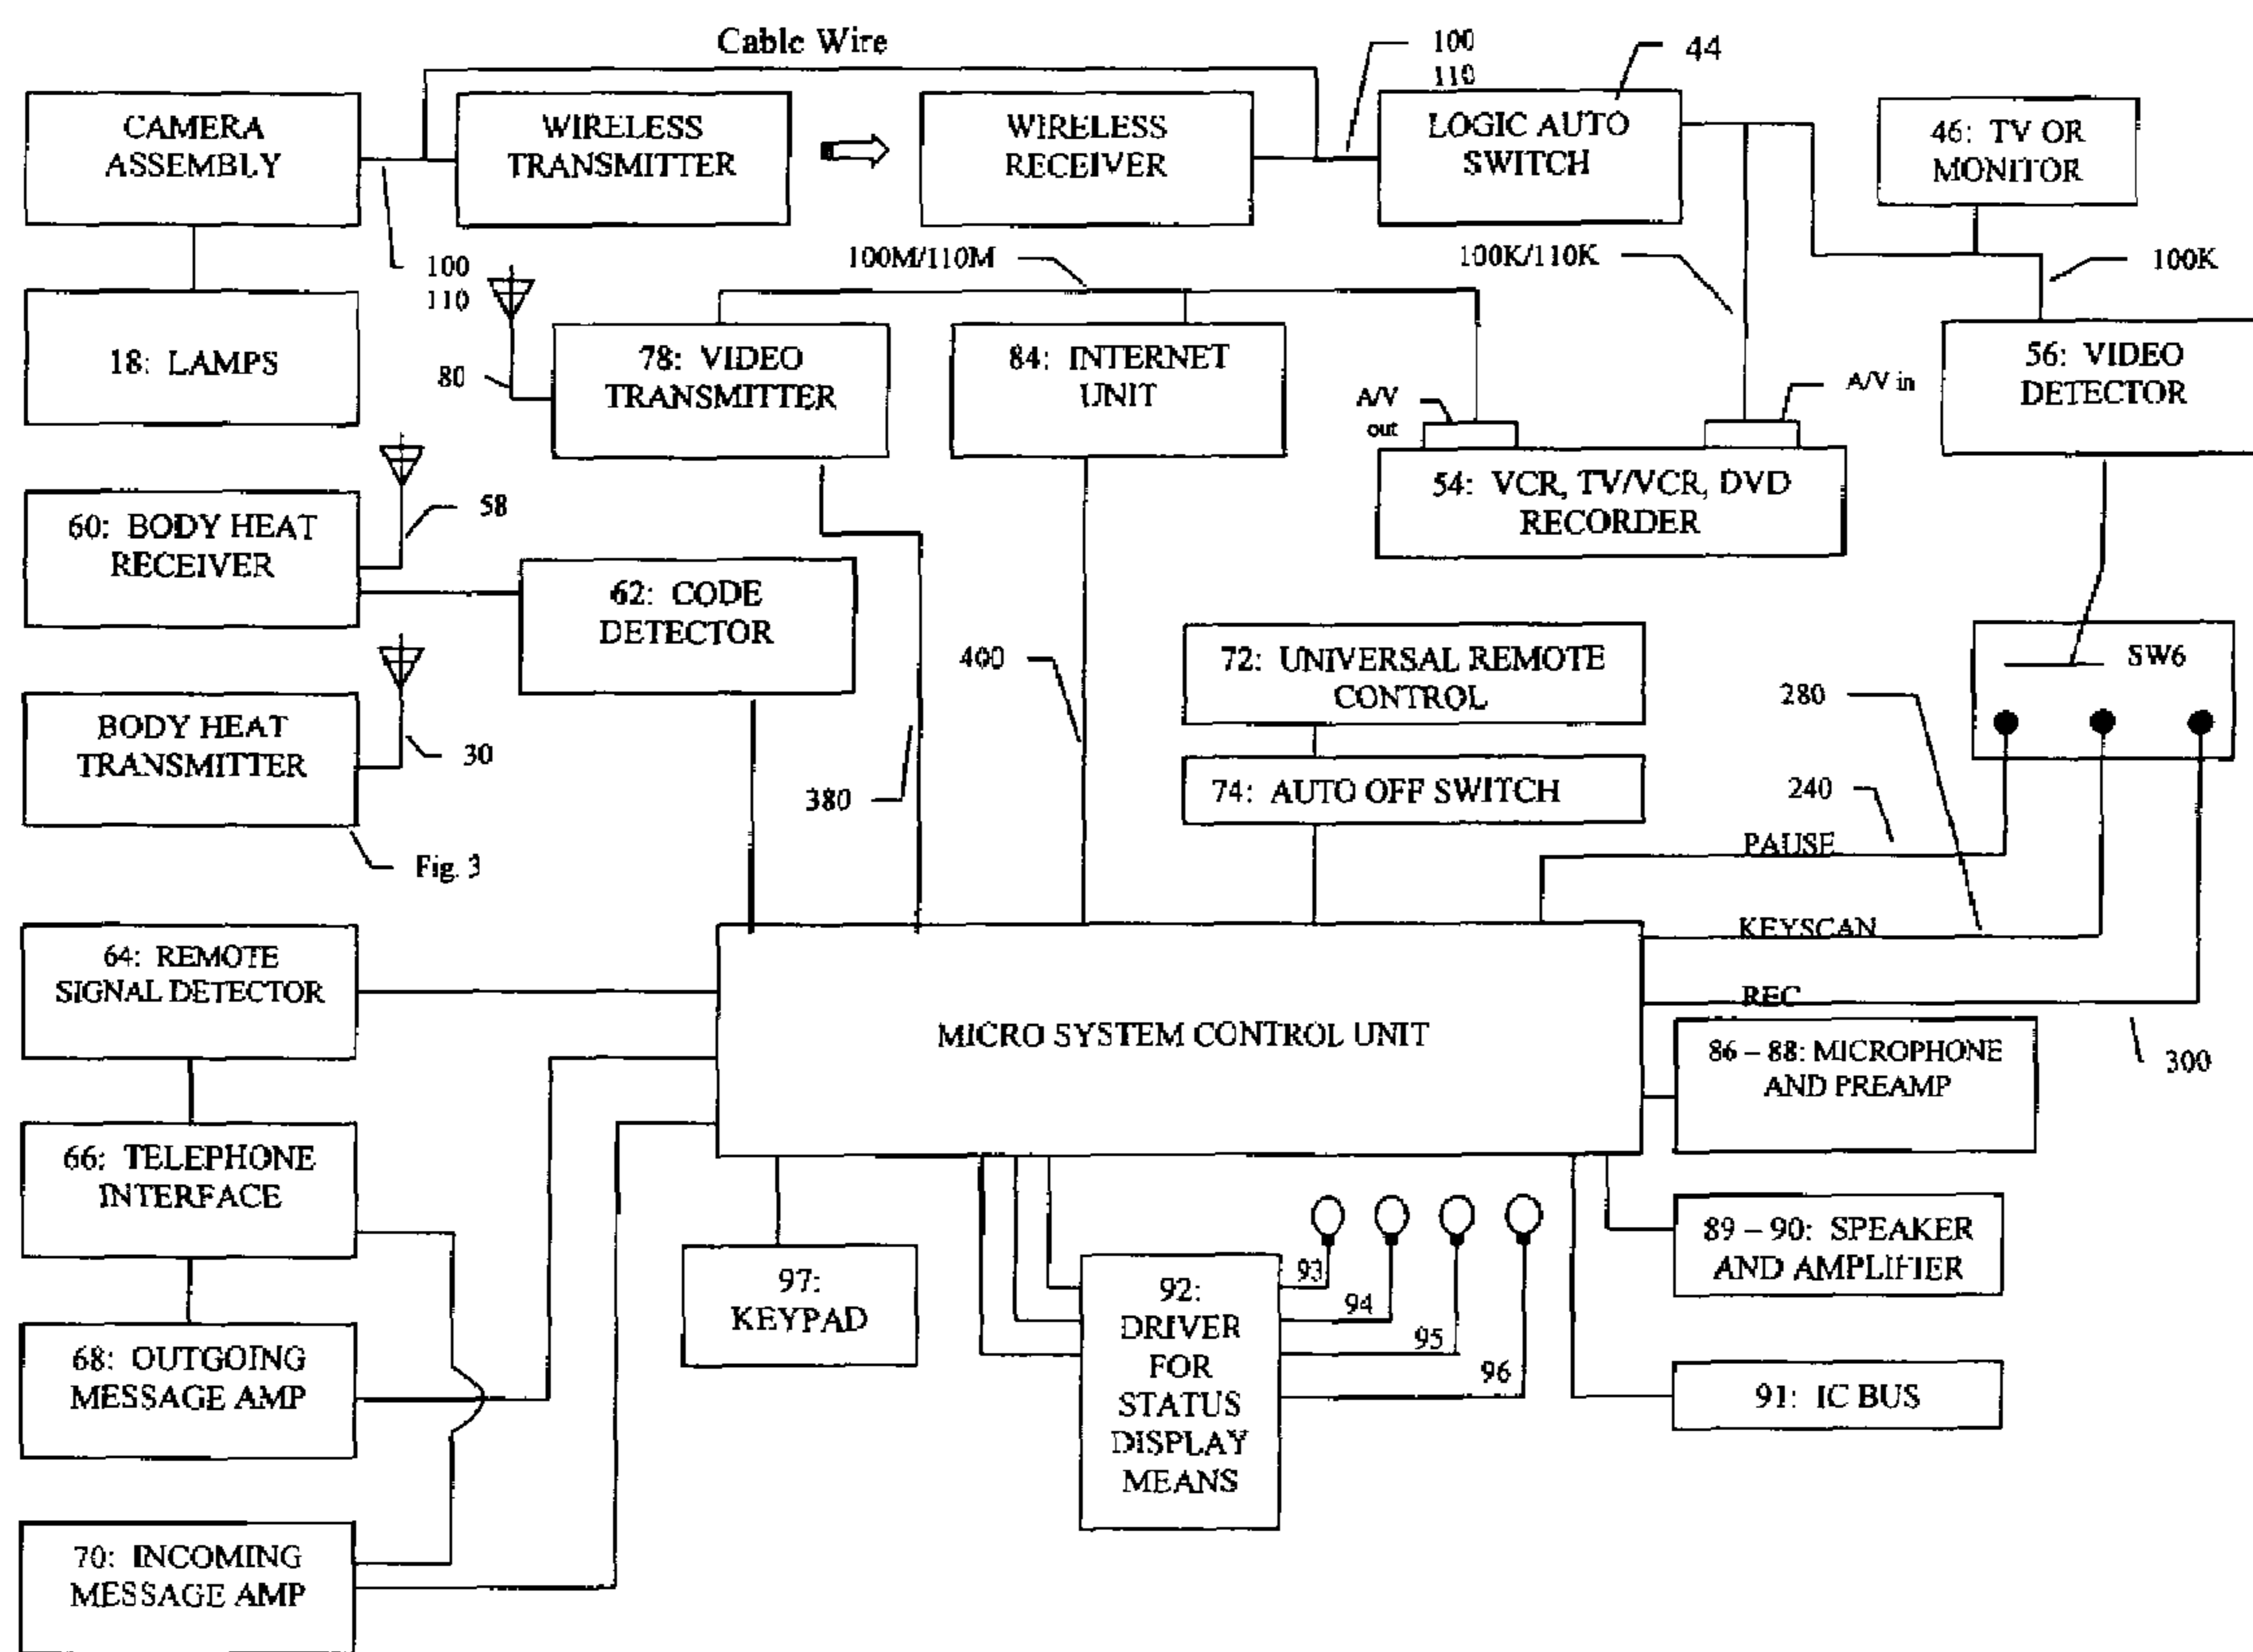 Cable Wire
100
110
44
CAMERA
ASSEMBLY
WIRELESS
TRANSMITTER
WIRELESS
RECEIVER
LOGIC AUTO
SWITCH
46: TV OR
MONITOR
100
110
100M/110M
100K/110K
100K
18: LAMPS
80
78: VIDEO
TRANSMITTER
84: INTERNET
UNIT
A/V
out
A/V in
56: VIDEO
DETECTOR
54: VCR, TV/VCR, DVD
RECORDER
60: BODY HEAT
RECEIVER
58
62: CODE
DETECTOR
400
72: UNIVERSAL REMOTE
CONTROL
SW6
280
BODY HEAT
TRANSMITTER
30
380
74: AUTO OFF SWITCH
240
Fig. 3
PAUSE
KEYSCAN
REC
300
64: REMOTE
SIGNAL DETECTOR
MICRO SYSTEM CONTROL UNIT
86 – 88: MICROPHONE
AND PREAMP
66: TELEPHONE
INTERFACE
89 – 90: SPEAKER
AND AMPLIFIER
97:
KEYPAD
92:
DRIVER
FOR
STATUS
DISPLAY
MEANS
93
94
95
96
68: OUTGOING
MESSAGE AMP
91: IC BUS
70: INCOMING
MESSAGE AMP